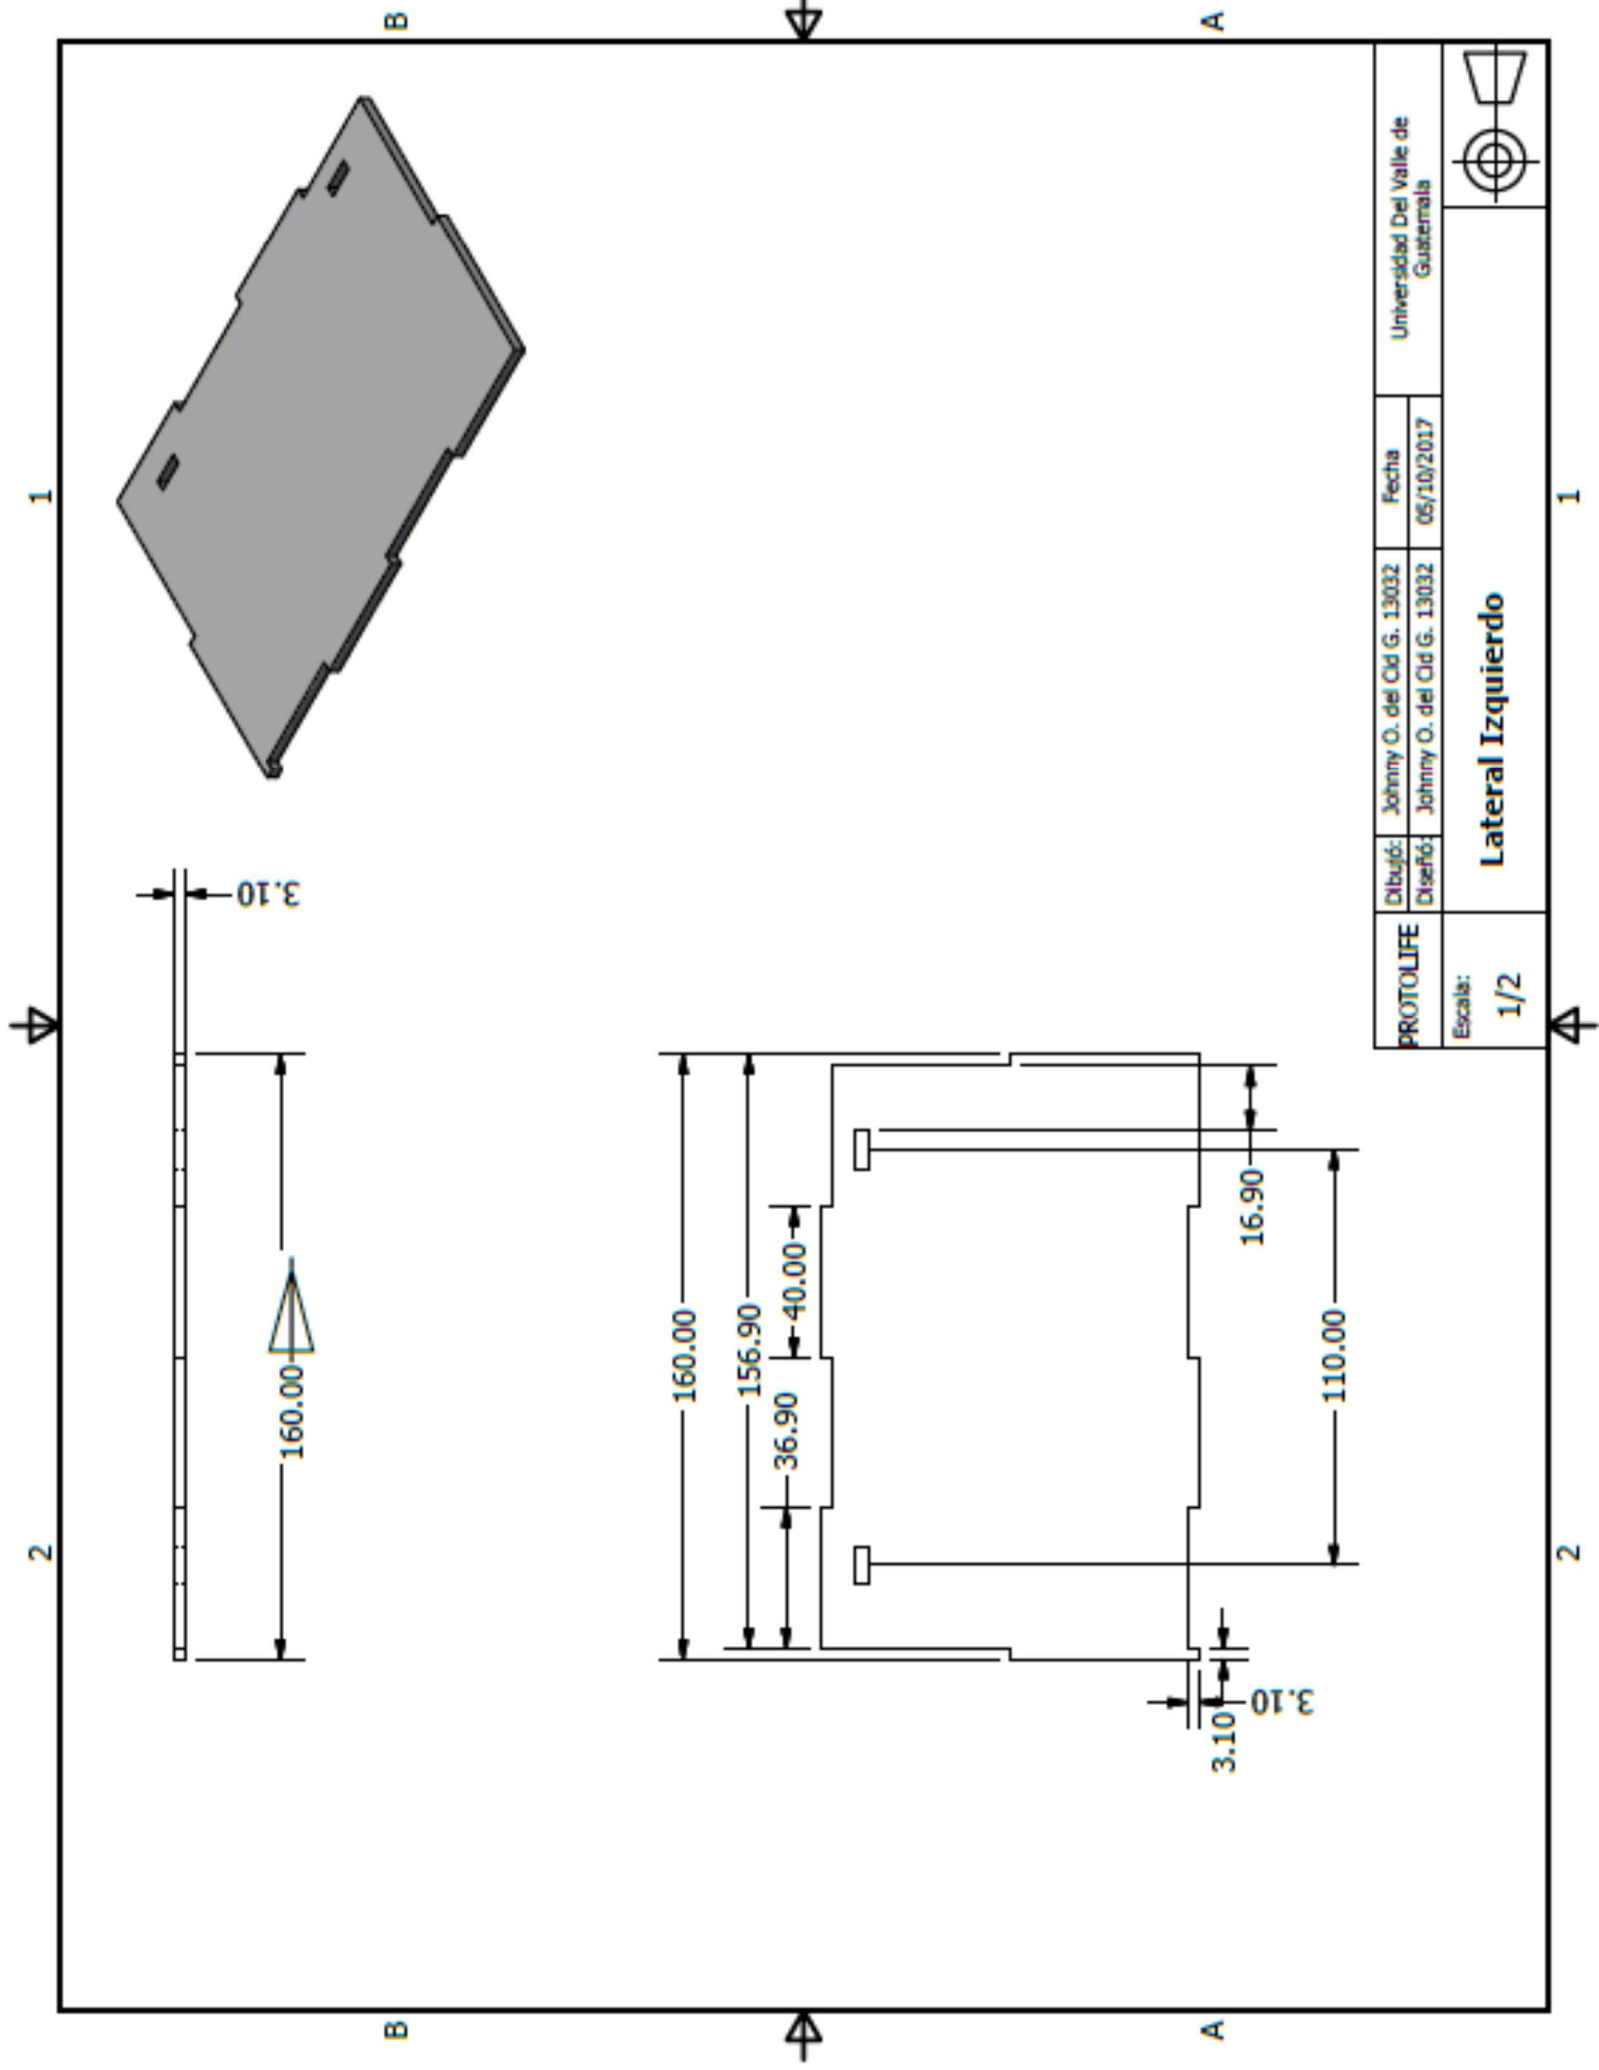 2
1
B
B
3.10
160.00
160.00
156.90
36.90
40.00
16.90
110.00
3.10
3.10
A
A
PROTOLIFE
Dibujó:
Johnny O. del Cid G. 13032
Fecha
Universidad Del Valle de
Guatemala
Diseñó:
Johnny O. del Cid G. 13032
05/10/2017
Escala:
1/2
Lateral Izquierdo
2
1